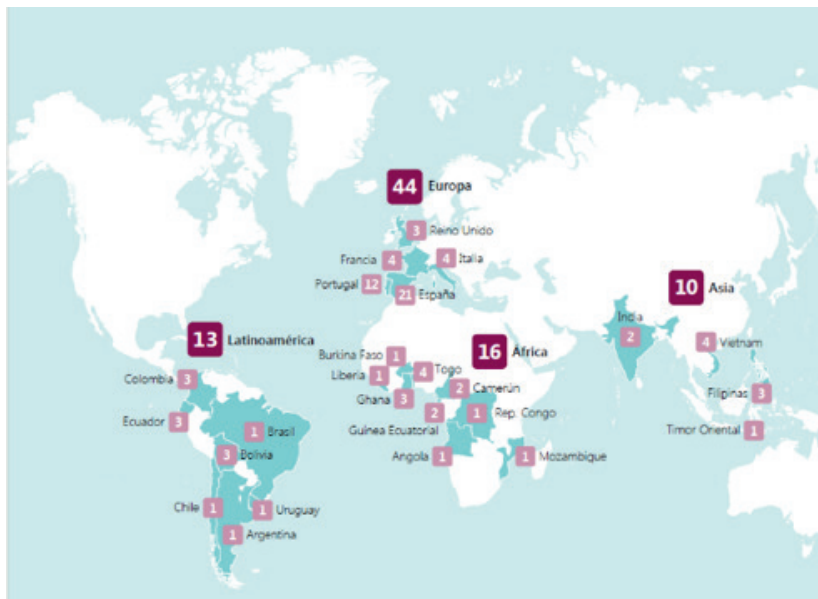 44 Europa
3 Reino Unido
Francia 4
4 Italia
Portugal 12
21 España
10 Asia
India
2
4 Vietnam
Filipinas 3
Timor Oriental 1
13 Latinoamérica
Colombia 3
Ecuador 3
1 Brasil
3 Bolivia
Chile 1
1 Uruguay
1 Argentina
16 África
Burkina Faso 1
Liberia 1
4 Togo
Ghana 3
2 Camerún
2
Guinea Ecuatorial
1 Rep. Congo
Angola 1
1 Mozambique